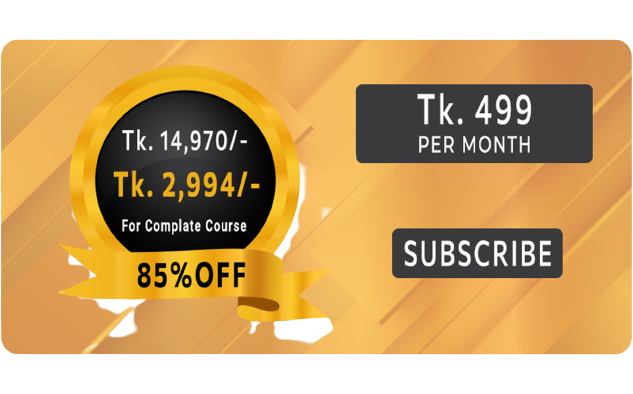 Tk. 14,970/-
Tk. 2,994/-
For Complate Course
85%OFF
Tk. 499
PER MONTH
SUBSCRIBE